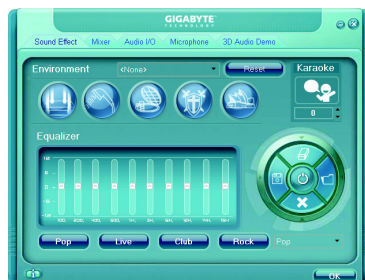 GIGABYTE
TECHNOLOGY
Sound Effect Mixer Audio I/O Microphone 3D Audio Demo
Environment <None> Reset Karaoke
0
Equalizer
Pop Live Club Rock Pop
OK